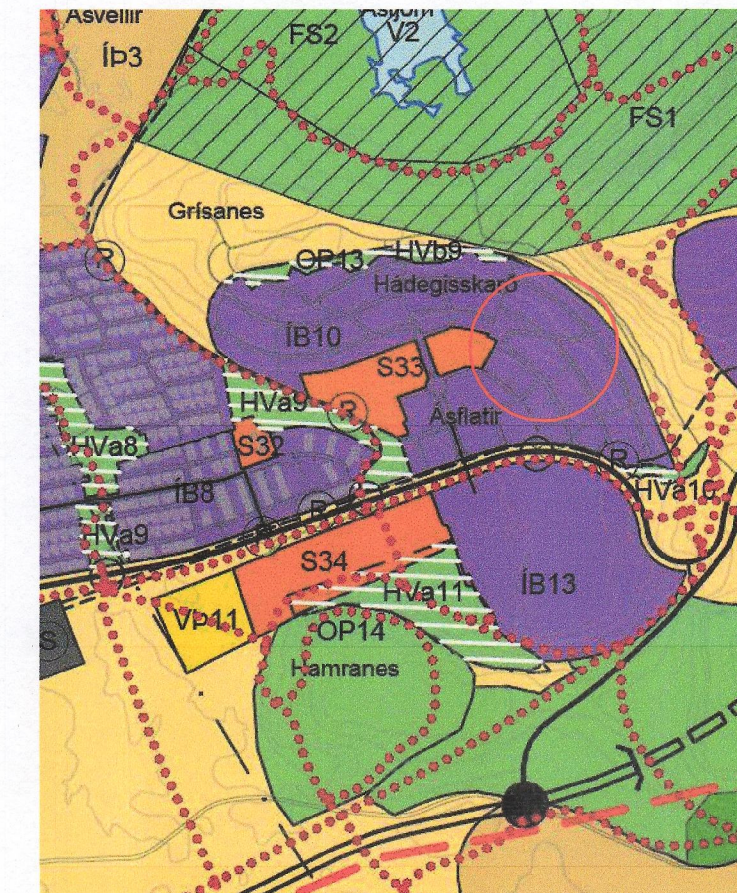 Ásvellir
Ástjörn
FS2
V2
ÍÞ3
FS1
Grísanes
R
OP13
HVb9
Hádegisskarð
ÍB10
S33
HVa9
R
Ásflatir
S32
HVa8
R
ÍB8
R
HVa10
HVa9
R
S34
ÍB13
HVa11
S
VÞ11
OP14
Hamranes